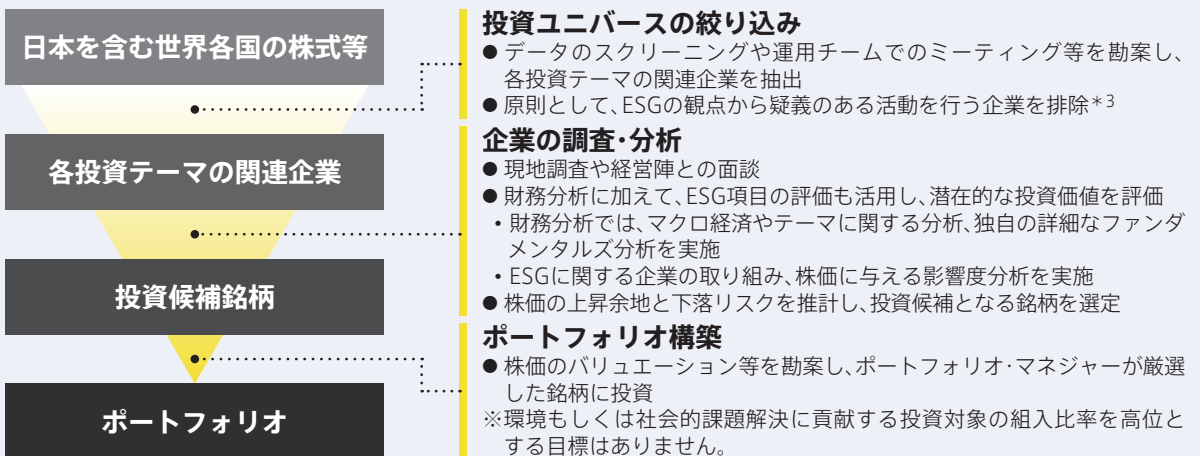 日本を含む世界各国の株式等
各投資テーマの関連企業
投資候補銘柄
ポートフォリオ
投資ユニバースの絞り込み
● データのスクリーニングや運用チームでのミーティング等を勘案し、
各投資テーマの関連企業を抽出
● 原則として、ESGの観点から疑義のある活動を行う企業を排除＊3
企業の調査・分析
● 現地調査や経営陣との面談
● 財務分析に加えて、ESG項目の評価も活用し、潜在的な投資価値を評価
・財務分析では、マクロ経済やテーマに関する分析、独自の詳細なファンダ
メンタルズ分析を実施
・ESGに関する企業の取り組み、株価に与える影響度分析を実施
● 株価の上昇余地と下落リスクを推計し、投資候補となる銘柄を選定
ポートフォリオ構築
● 株価のバリュエーション等を勘案し、ポートフォリオ・マネジャーが厳選
した銘柄に投資
※環境もしくは社会的課題解決に貢献する投資対象の組入比率を高位と
する目標はありません。